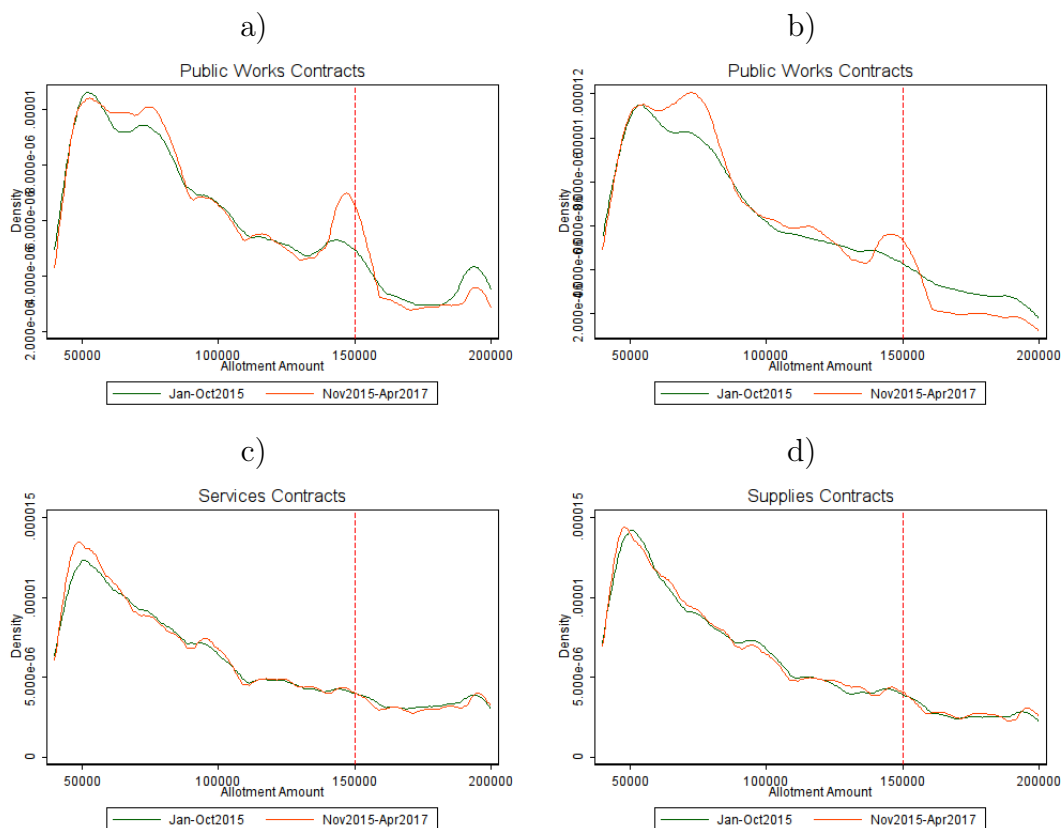 a)
Public Works Contracts
.00001
Density
50000 100000 150000 200000
Allotment Amount
Jan-Oct2015 Nov2015-Apr2017
b)
Public Works Contracts
.000012
Density
50000 100000 150000 200000
Allotment Amount
Jan-Oct2015 Nov2015-Apr2017
c)
Services Contracts
.000015
.00001
5.000e-06
0
Density
50000 100000 150000 200000
Allotment Amount
Jan-Oct2015 Nov2015-Apr2017
d)
Supplies Contracts
.000015
.00001
5.000e-06
0
Density
50000 100000 150000 200000
Allotment Amount
Jan-Oct2015 Nov2015-Apr2017